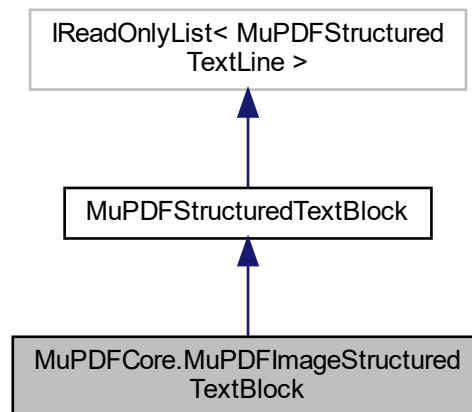 IReadOnlyList< MuPDFStructured
TextLine >
MuPDFStructuredTextBlock
MuPDFCore.MuPDFImageStructured
TextBlock